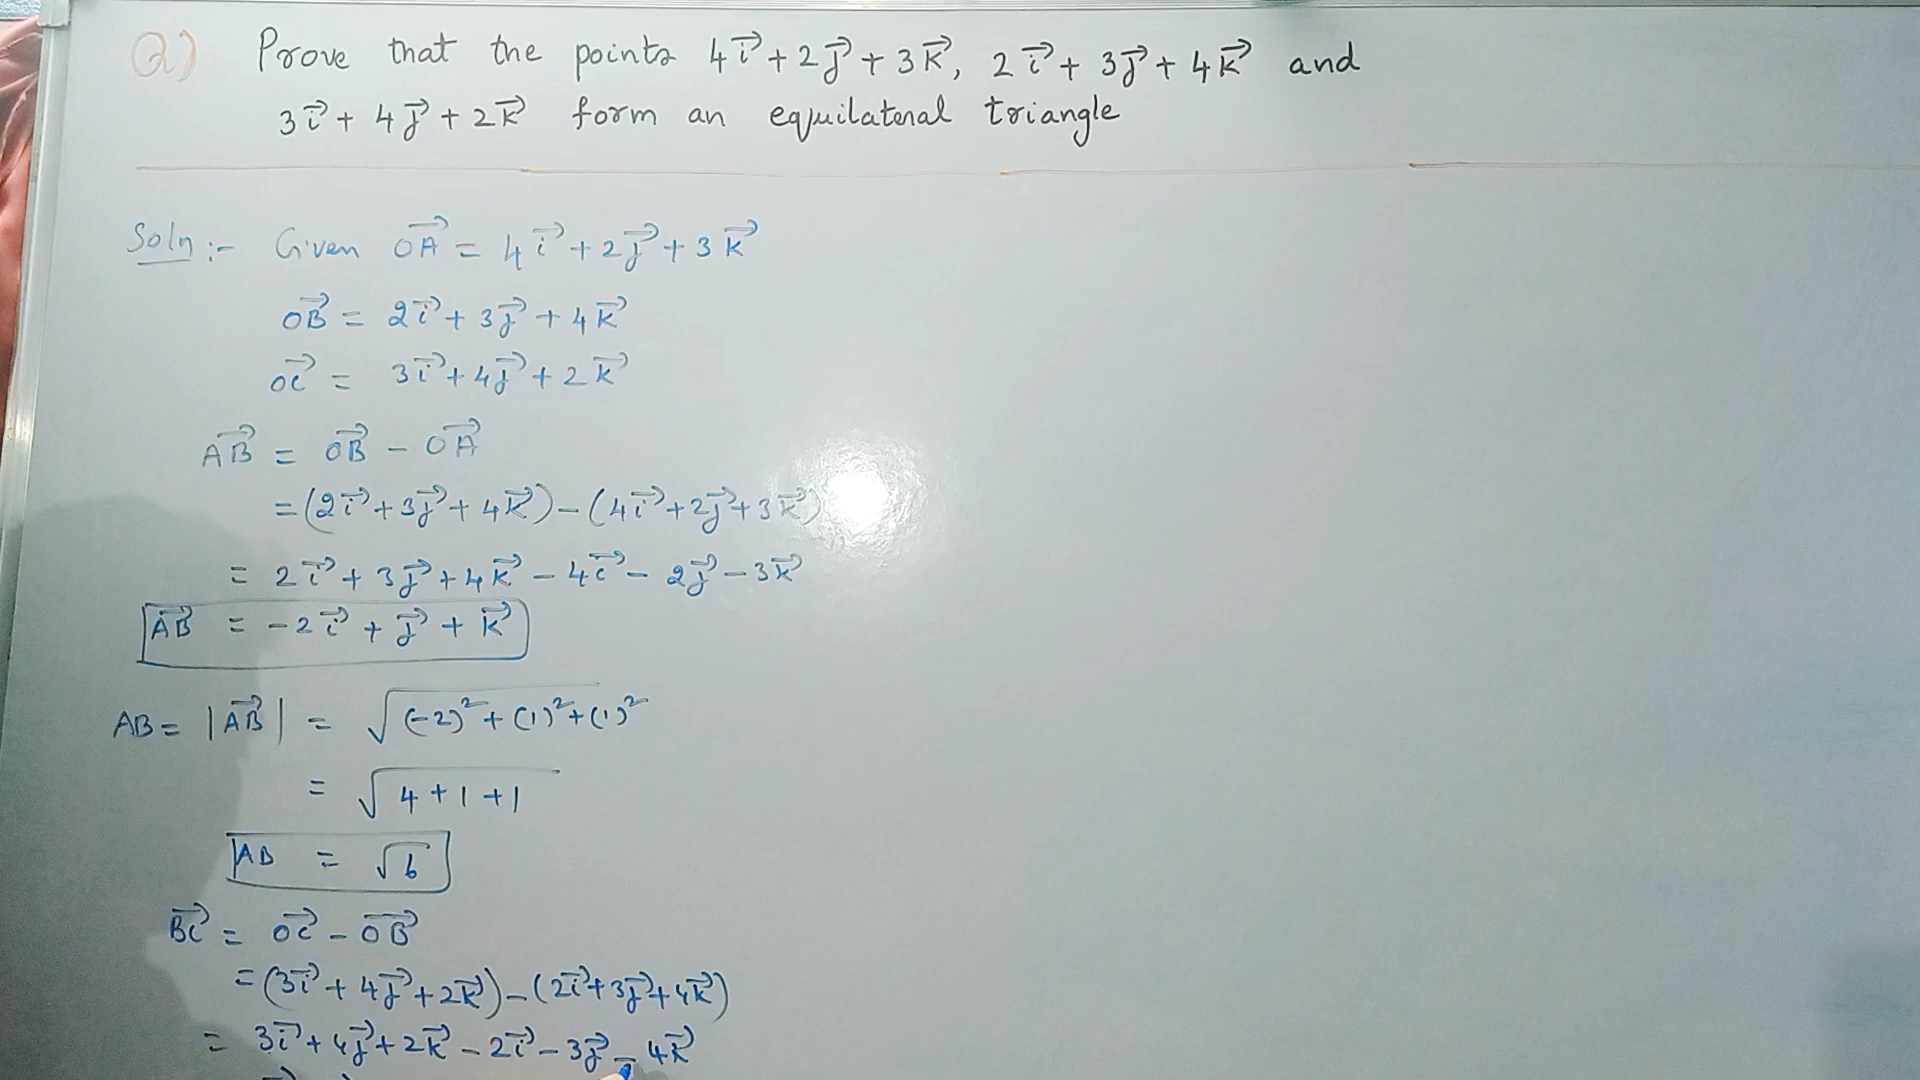 Q) Prove that the points 4i⃗ + 2j⃗ + 3k⃗, 2i⃗ + 3j⃗ + 4k⃗ and
3i⃗ + 4j⃗ + 2k⃗ form an equilateral triangle
Soln :- Given OA⃗ = 4i⃗ + 2j⃗ + 3k⃗
OB⃗ = 2i⃗ + 3j⃗ + 4k⃗
OC⃗ = 3i⃗ + 4j⃗ + 2k⃗
AB⃗ = OB⃗ - OA⃗
= (2i⃗ + 3j⃗ + 4k⃗) - (4i⃗ + 2j⃗ + 3k⃗)
= 2i⃗ + 3j⃗ + 4k⃗ - 4i⃗ - 2j⃗ - 3k⃗
AB⃗ = -2i⃗ + j⃗ + k⃗
AB = |AB⃗| = √(-2)² + (1)² + (1)²
= √4+1+1
AB = √6
BC⃗ = OC⃗ - OB⃗
= (3i⃗ + 4j⃗ + 2k⃗) - (2i⃗ + 3j⃗ + 4k⃗)
= 3i⃗ + 4j⃗ + 2k⃗ - 2i⃗ - 3j⃗ - 4k⃗